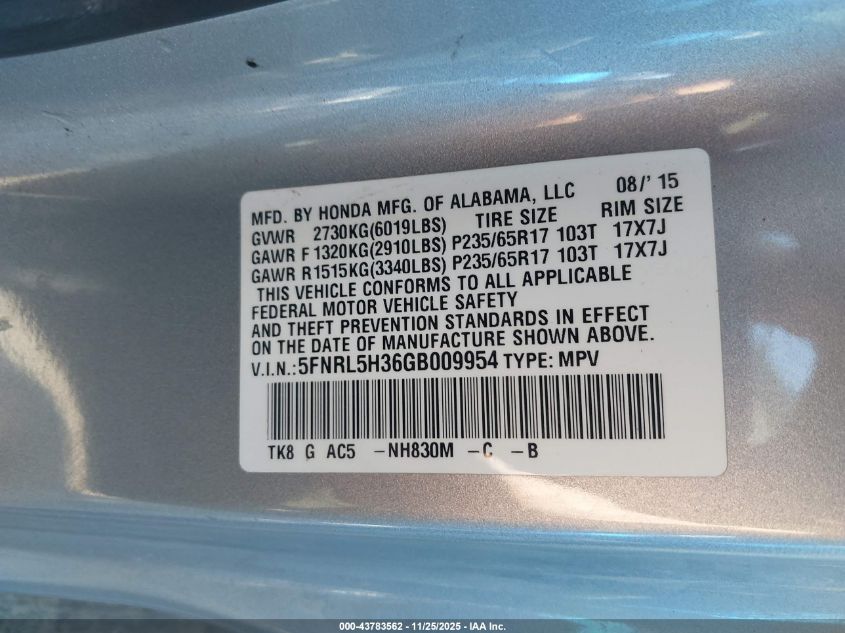 MFD. BY HONDA MFG. OF ALABAMA, LLC 08/'15
GVWR 2730KG(6019LBS) TIRE SIZE RIM SIZE
GAWR F 1320KG(2910LBS) P235/65R17 103T 17X7J
GAWR R1515KG(3340LBS) P235/65R17 103T 17X7J
THIS VEHICLE CONFORMS TO ALL APPLICABLE
FEDERAL MOTOR VEHICLE SAFETY
AND THEFT PREVENTION STANDARDS IN EFFECT
ON THE DATE OF MANUFACTURE SHOWN ABOVE.
V.I.N.:5FNRL5H36GB009954 TYPE: MPV
TK8 G AC5 -NH830M -C -B
000-43783562 - 11/25/2025 - IAA Inc.